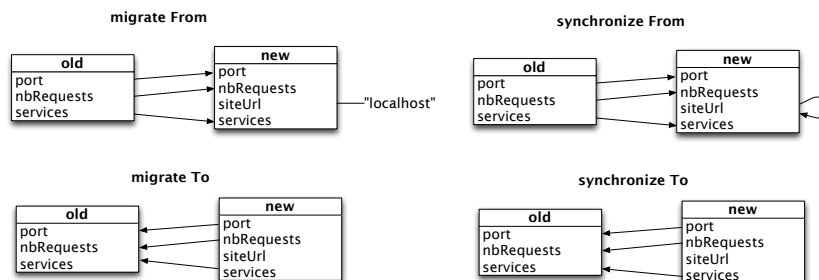 migrate From
old
port
nbRequests
services
new
port
nbRequests
siteUrl
services
"localhost"
synchronize From
old
port
nbRequests
services
new
port
nbRequests
siteUrl
services
migrate To
old
port
nbRequests
services
new
port
nbRequests
siteUrl
services
synchronize To
old
port
nbRequests
services
new
port
nbRequests
siteUrl
services